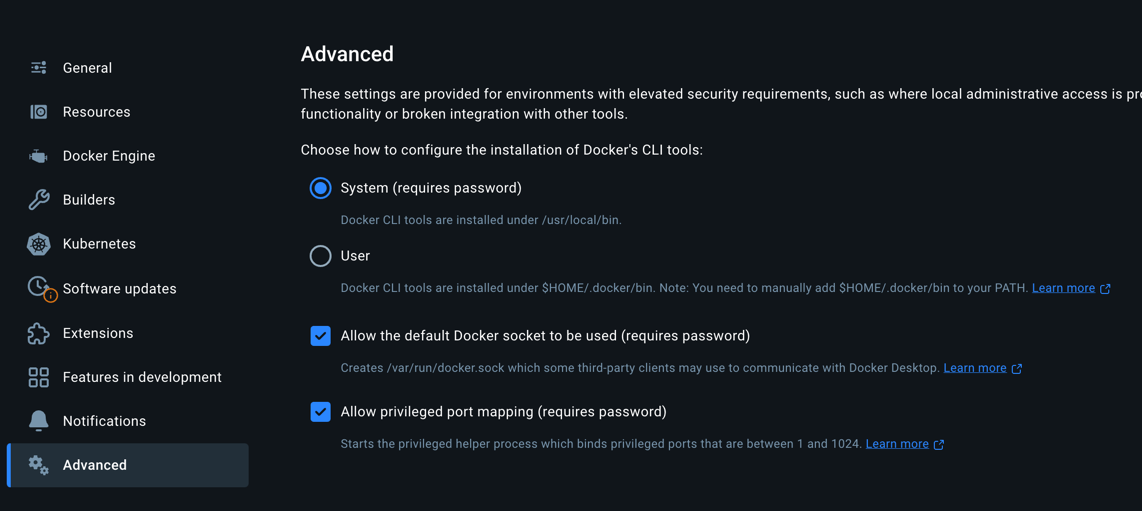 General
Resources
Docker Engine
Builders
Kubernetes
Software updates
Extensions
Features in development
Notifications
Advanced
Advanced
These settings are provided for environments with elevated security requirements, such as where local administrative access is
functionality or broken integration with other tools.
Choose how to configure the installation of Docker's CLI tools:
System (requires password)
Docker CLI tools are installed under /usr/local/bin.
User
Docker CLI tools are installed under $HOME/.docker/bin. Note: You need to manually add $HOME/.docker/bin to your PATH. Learn more
Allow the default Docker socket to be used (requires password)
Creates /var/run/docker.sock which some third-party clients may use to communicate with Docker Desktop. Learn more
Allow privileged port mapping (requires password)
Starts the privileged helper process which binds privileged ports that are between 1 and 1024. Learn more